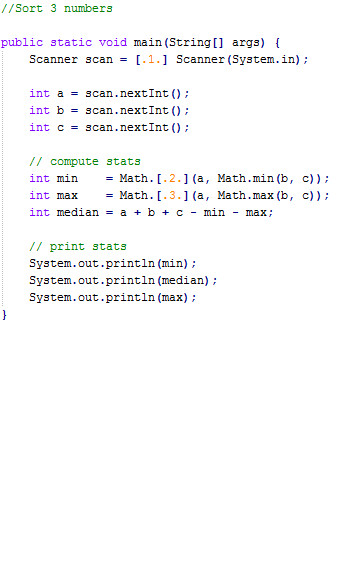 //Sort 3 numbers
public static void main(String[] args) {
Scanner scan = [.1.] Scanner(System.in);
int a = scan.nextInt();
int b = scan.nextInt();
int c = scan.nextInt();
// compute stats
int min    = Math.[.2.](a, Math.min(b, c));
int max    = Math.[.3.](a, Math.max(b, c));
int median = a + b + c - min - max;
// print stats
System.out.println(min);
System.out.println(median);
System.out.println(max);
}